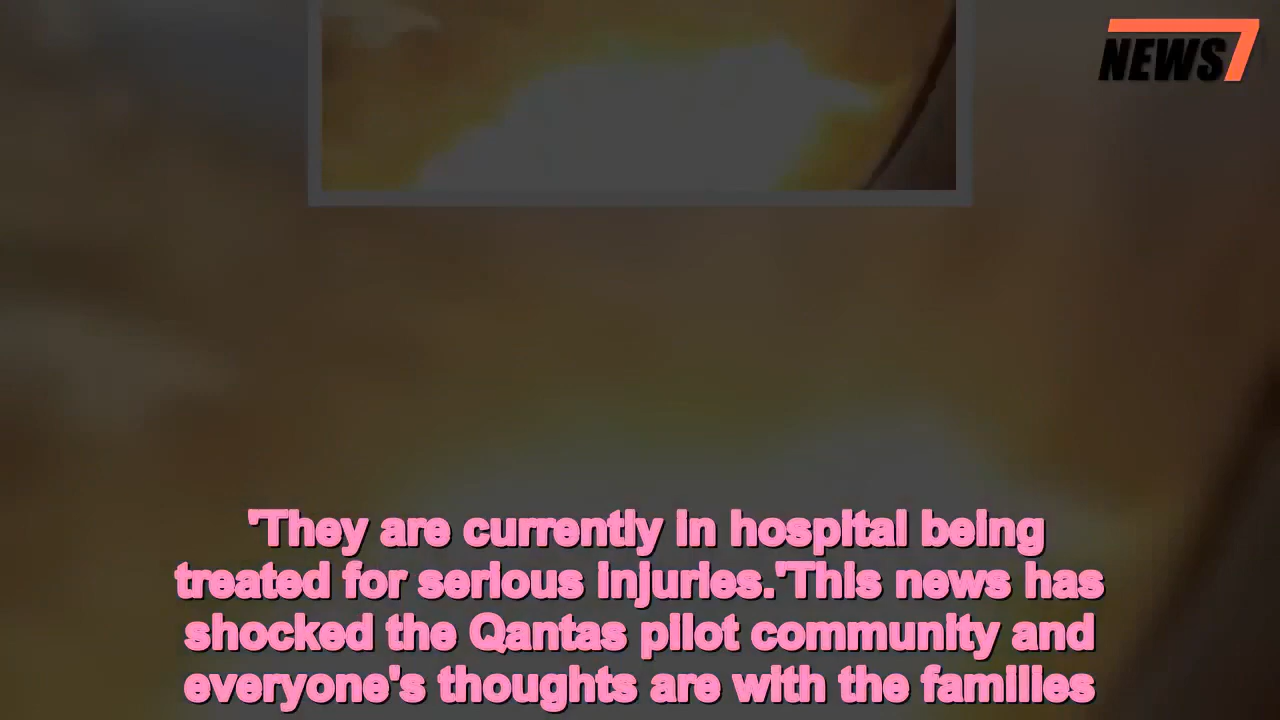 NEWS7
'They are currently in hospital being
treated for serious injuries.'This news has
shocked the Qantas pilot community and
everyone's thoughts are with the families